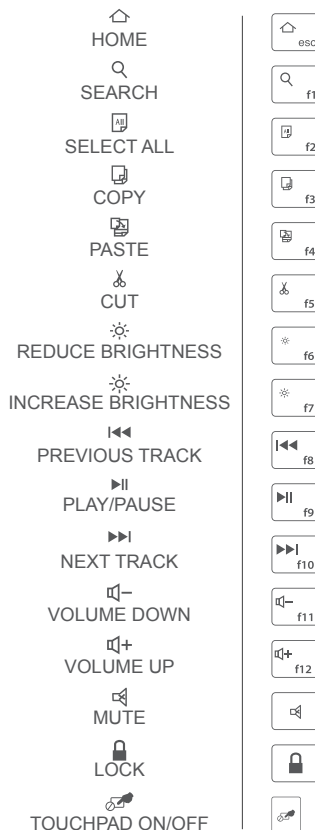 HOME
esc
SEARCH
f1
All
SELECT ALL
All
f2
COPY
f3
PASTE
f4
CUT
f5
REDUCE BRIGHTNESS
f6
INCREASE BRIGHTNESS
f7
PREVIOUS TRACK
f8
PLAY/PAUSE
f9
NEXT TRACK
f10
VOLUME DOWN
f11
VOLUME UP
f12
MUTE
LOCK
TOUCHPAD ON/OFF